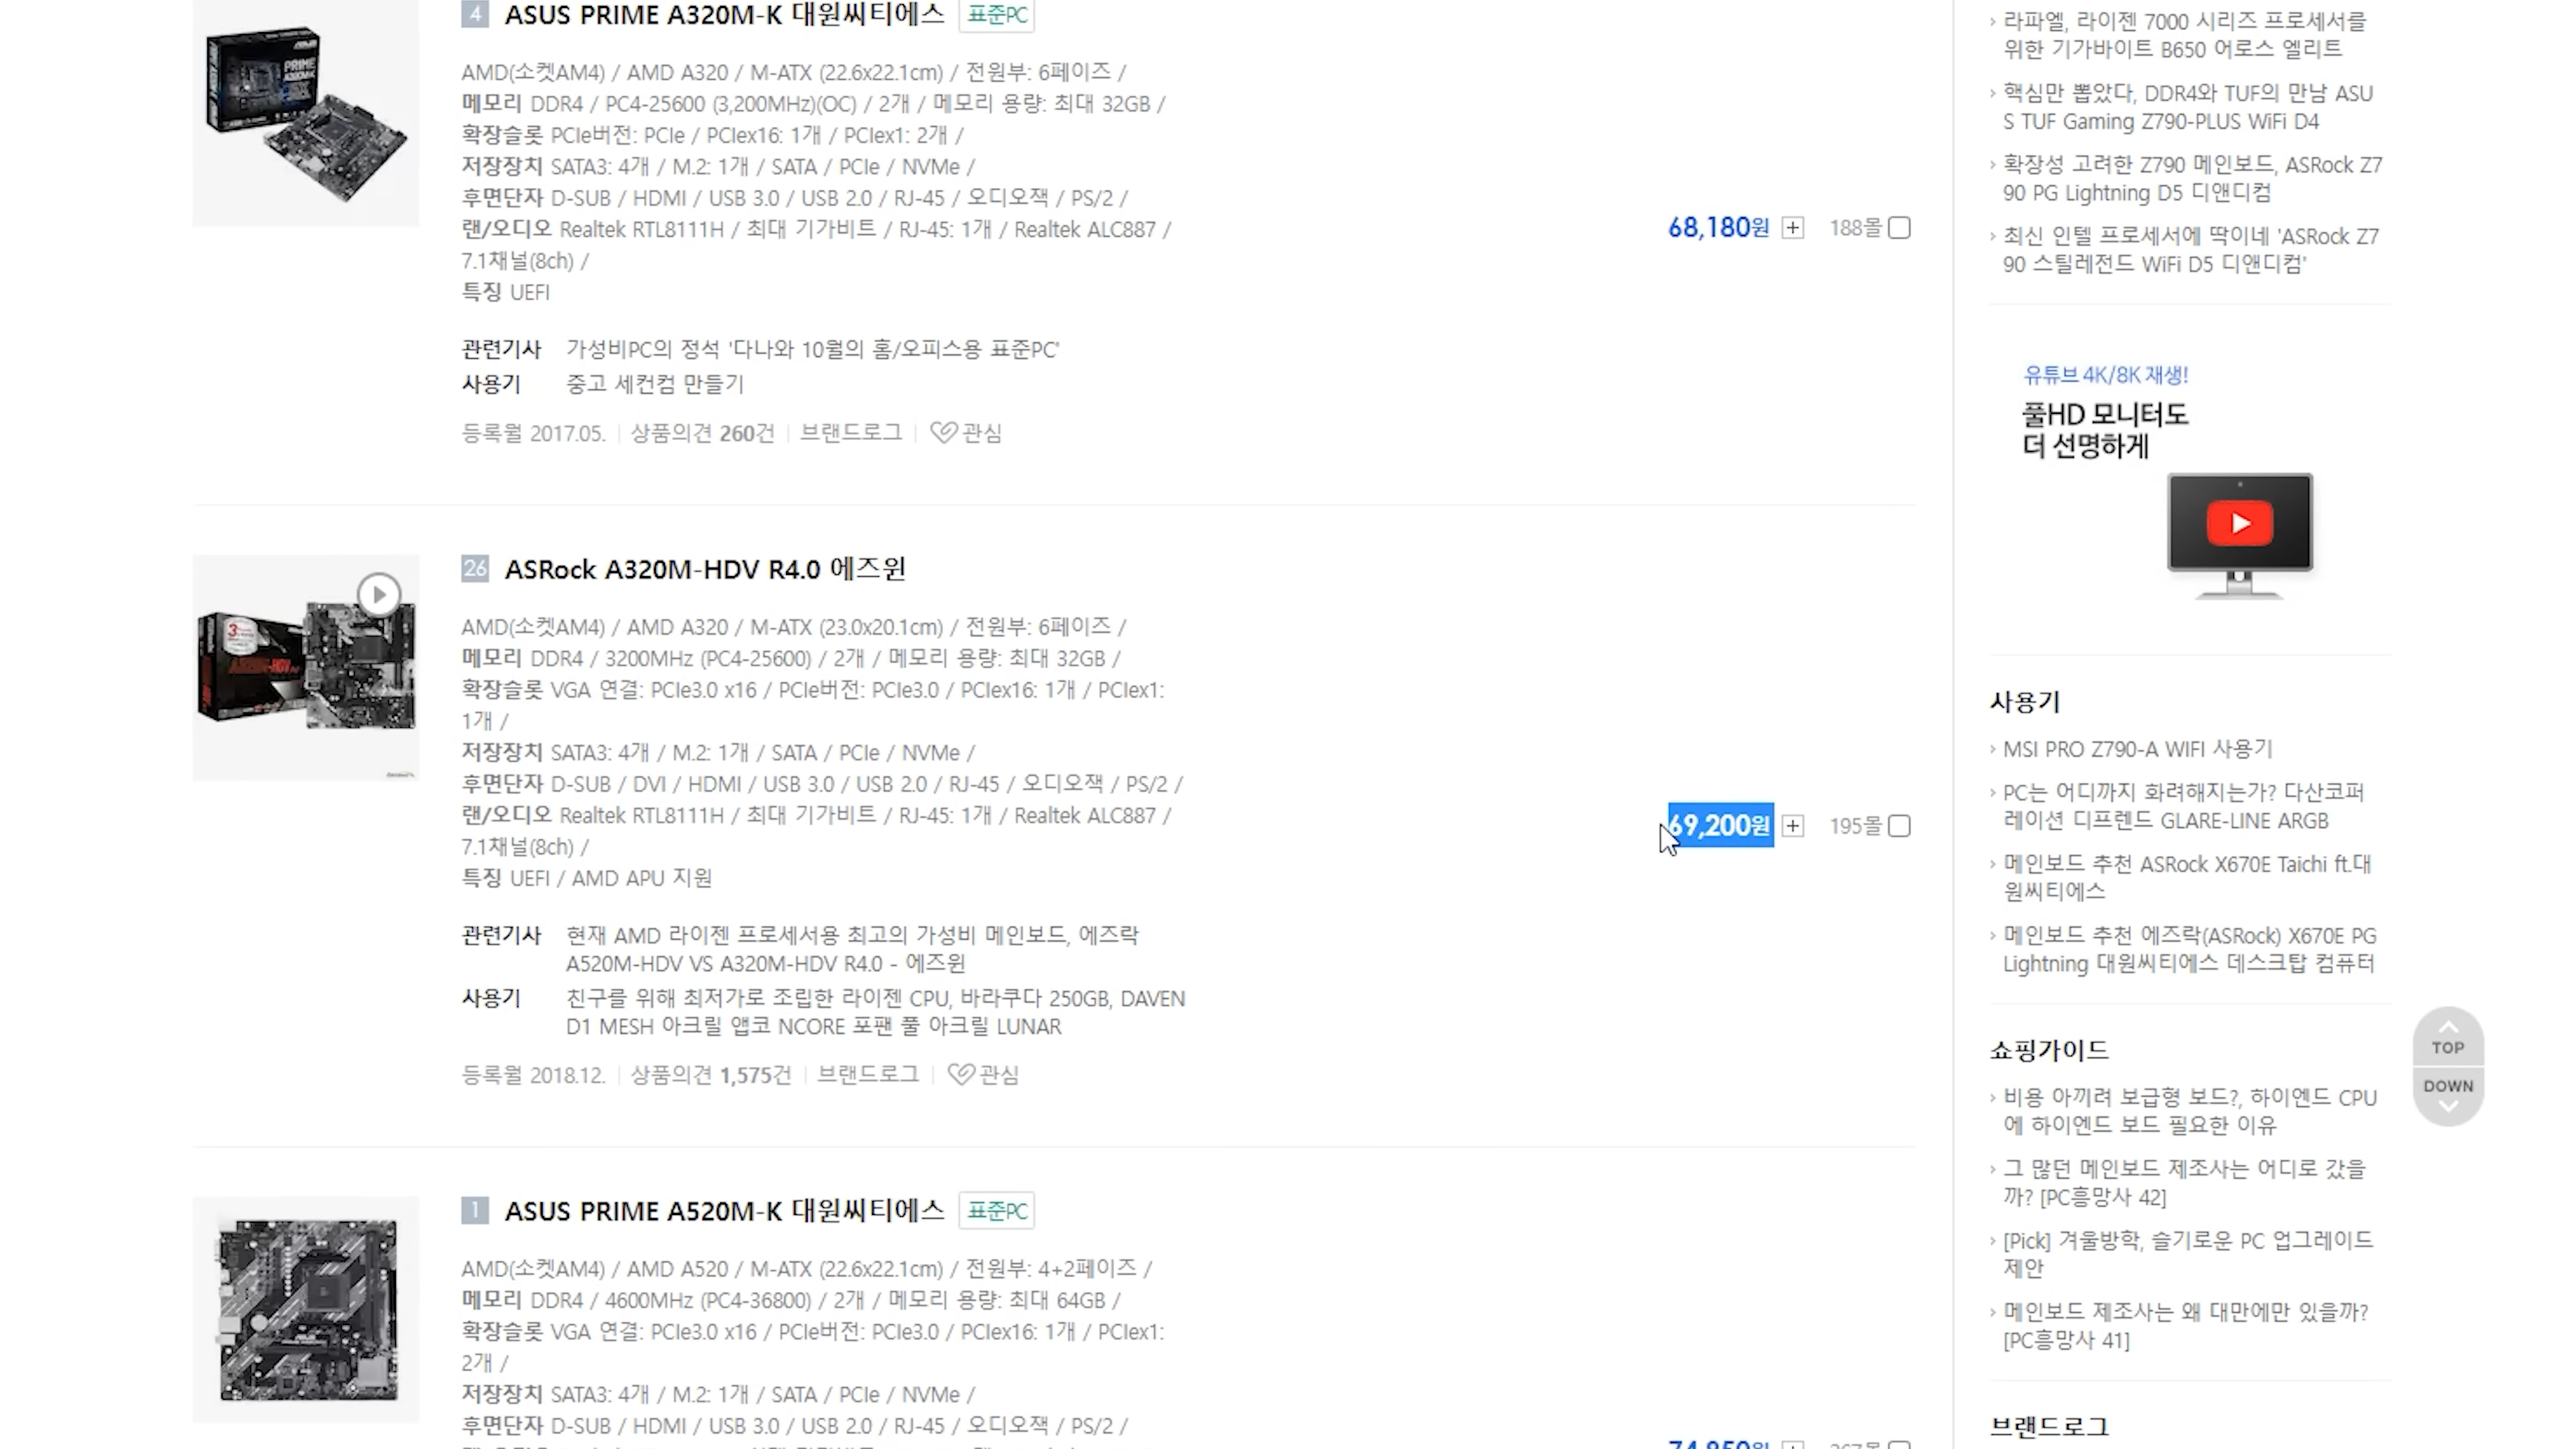 4 ASUS PRIME A320M-K 대원씨티에스 표준PC
AMD(소켓AM4) / AMD A320 / M-ATX (22.6x22.1cm) / 전원부: 6페이즈 /
메모리 DDR4 / PC4-25600 (3,200MHz)(OC) / 2개 / 메모리 용량: 최대 32GB /
확장슬롯 PCIe버전: PCIe / PCIex16: 1개 / PCIex1: 2개 /
저장장치 SATA3: 4개 / M.2: 1개 / SATA / PCIe / NVMe /
후면단자 D-SUB / HDMI / USB 3.0 / USB 2.0 / RJ-45 / 오디오잭 / PS/2 /
랜/오디오 Realtek RTL8111H / 최대 기가비트 / RJ-45: 1개 / Realtek ALC887 /
7.1채널(8ch) /
특징 UEFI
68,180원 188몰
관련기사 가성비PC의 정석 '다나와 10월의 홈/오피스용 표준PC'
사용기 중고 세컨컴 만들기
등록월 2017.05. 상품의견 260건 브랜드로그 관심
26 ASRock A320M-HDV R4.0 에즈윈
AMD(소켓AM4) / AMD A320 / M-ATX (23.0x20.1cm) / 전원부: 6페이즈 /
메모리 DDR4 / 3200MHz (PC4-25600) / 2개 / 메모리 용량: 최대 32GB /
확장슬롯 VGA 연결: PCIe3.0 x16 / PCIe버전: PCIe3.0 / PCIex16: 1개 / PCIex1:
1개 /
저장장치 SATA3: 4개 / M.2: 1개 / SATA / PCIe / NVMe /
후면단자 D-SUB / DVI / HDMI / USB 3.0 / USB 2.0 / RJ-45 / 오디오잭 / PS/2 /
랜/오디오 Realtek RTL8111H / 최대 기가비트 / RJ-45: 1개 / Realtek ALC887 /
7.1채널(8ch) /
특징 UEFI / AMD APU 지원
69,200원 195몰
관련기사 현재 AMD 라이젠 프로세서용 최고의 가성비 메인보드, 에즈락
A520M-HDV VS A320M-HDV R4.0 - 에즈윈
사용기 친구를 위해 최저가로 조립한 라이젠 CPU, 바라쿠다 250GB, DAVEN
D1 MESH 아크릴 앱코 NCORE 포팬 풀 아크릴 LUNAR
등록월 2018.12. 상품의견 1,575건 브랜드로그 관심
1 ASUS PRIME A520M-K 대원씨티에스 표준PC
AMD(소켓AM4) / AMD A520 / M-ATX (22.6x22.1cm) / 전원부: 4+2페이즈 /
메모리 DDR4 / 4600MHz (PC4-36800) / 2개 / 메모리 용량: 최대 64GB /
확장슬롯 VGA 연결: PCIe3.0 x16 / PCIe버전: PCIe3.0 / PCIex16: 1개 / PCIex1:
2개 /
저장장치 SATA3: 4개 / M.2: 1개 / SATA / PCIe / NVMe /
후면단자 D-SUB / HDMI / USB 3.0 / USB 2.0 / RJ-45 / 오디오잭 / PS/2 /
라파엘, 라이젠 7000 시리즈 프로세서를
위한 기가바이트 B650 어로스 엘리트
핵심만 뽑았다, DDR4와 TUF의 만남 ASU
S TUF Gaming Z790-PLUS WiFi D4
확장성 고려한 Z790 메인보드, ASRock Z7
90 PG Lightning D5 디앤디컴
최신 인텔 프로세서에 딱이네 'ASRock Z7
90 스틸레전드 WiFi D5 디앤디컴'
유튜브 4K/8K 재생!
풀HD 모니터도
더 선명하게
사용기
MSI PRO Z790-A WIFI 사용기
PC는 어디까지 화려해지는가? 다산코퍼
레이션 디프렌드 GLARE-LINE ARGB
메인보드 추천 ASRock X670E Taichi ft.대
원씨티에스
메인보드 추천 에즈락(ASRock) X670E PG
Lightning 대원씨티에스 데스크탑 컴퓨터
쇼핑가이드
비용 아끼려 보급형 보드?, 하이엔드 CPU
에 하이엔드 보드 필요한 이유
그 많던 메인보드 제조사는 어디로 갔을
까? [PC흥망사 42]
[Pick] 겨울방학, 슬기로운 PC 업그레이드
제안
메인보드 제조사는 왜 대만에만 있을까?
[PC흥망사 41]
브랜드로그
TOP
DOWN